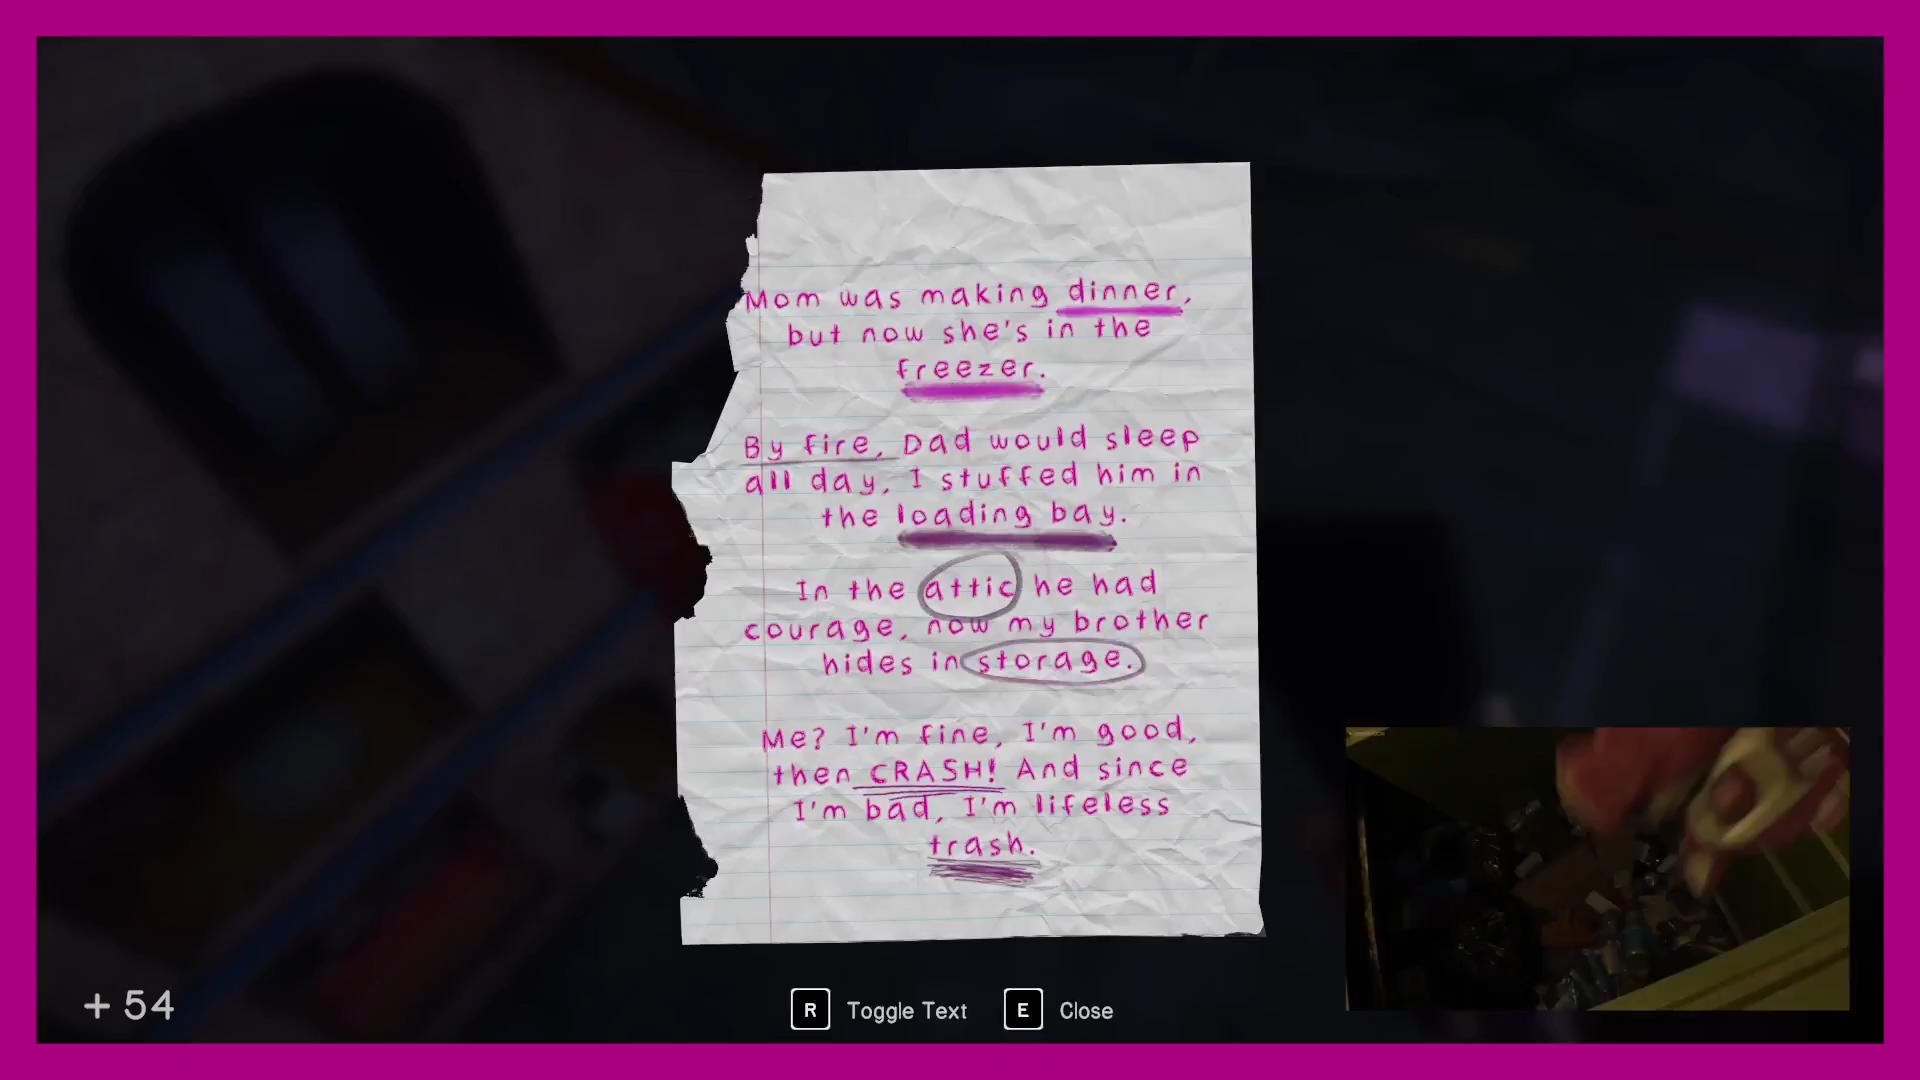 Mom was making dinner,
but now she's in the
freezer.
By fire, Dad would sleep
all day, I stuffed him in
the loading bay.
In the attic he had
courage, now my brother
hides in storage.
Me? I'm fine, I'm good,
then CRASH! And since
I'm bad, I'm lifeless
trash.
+ 54
R Toggle Text E Close